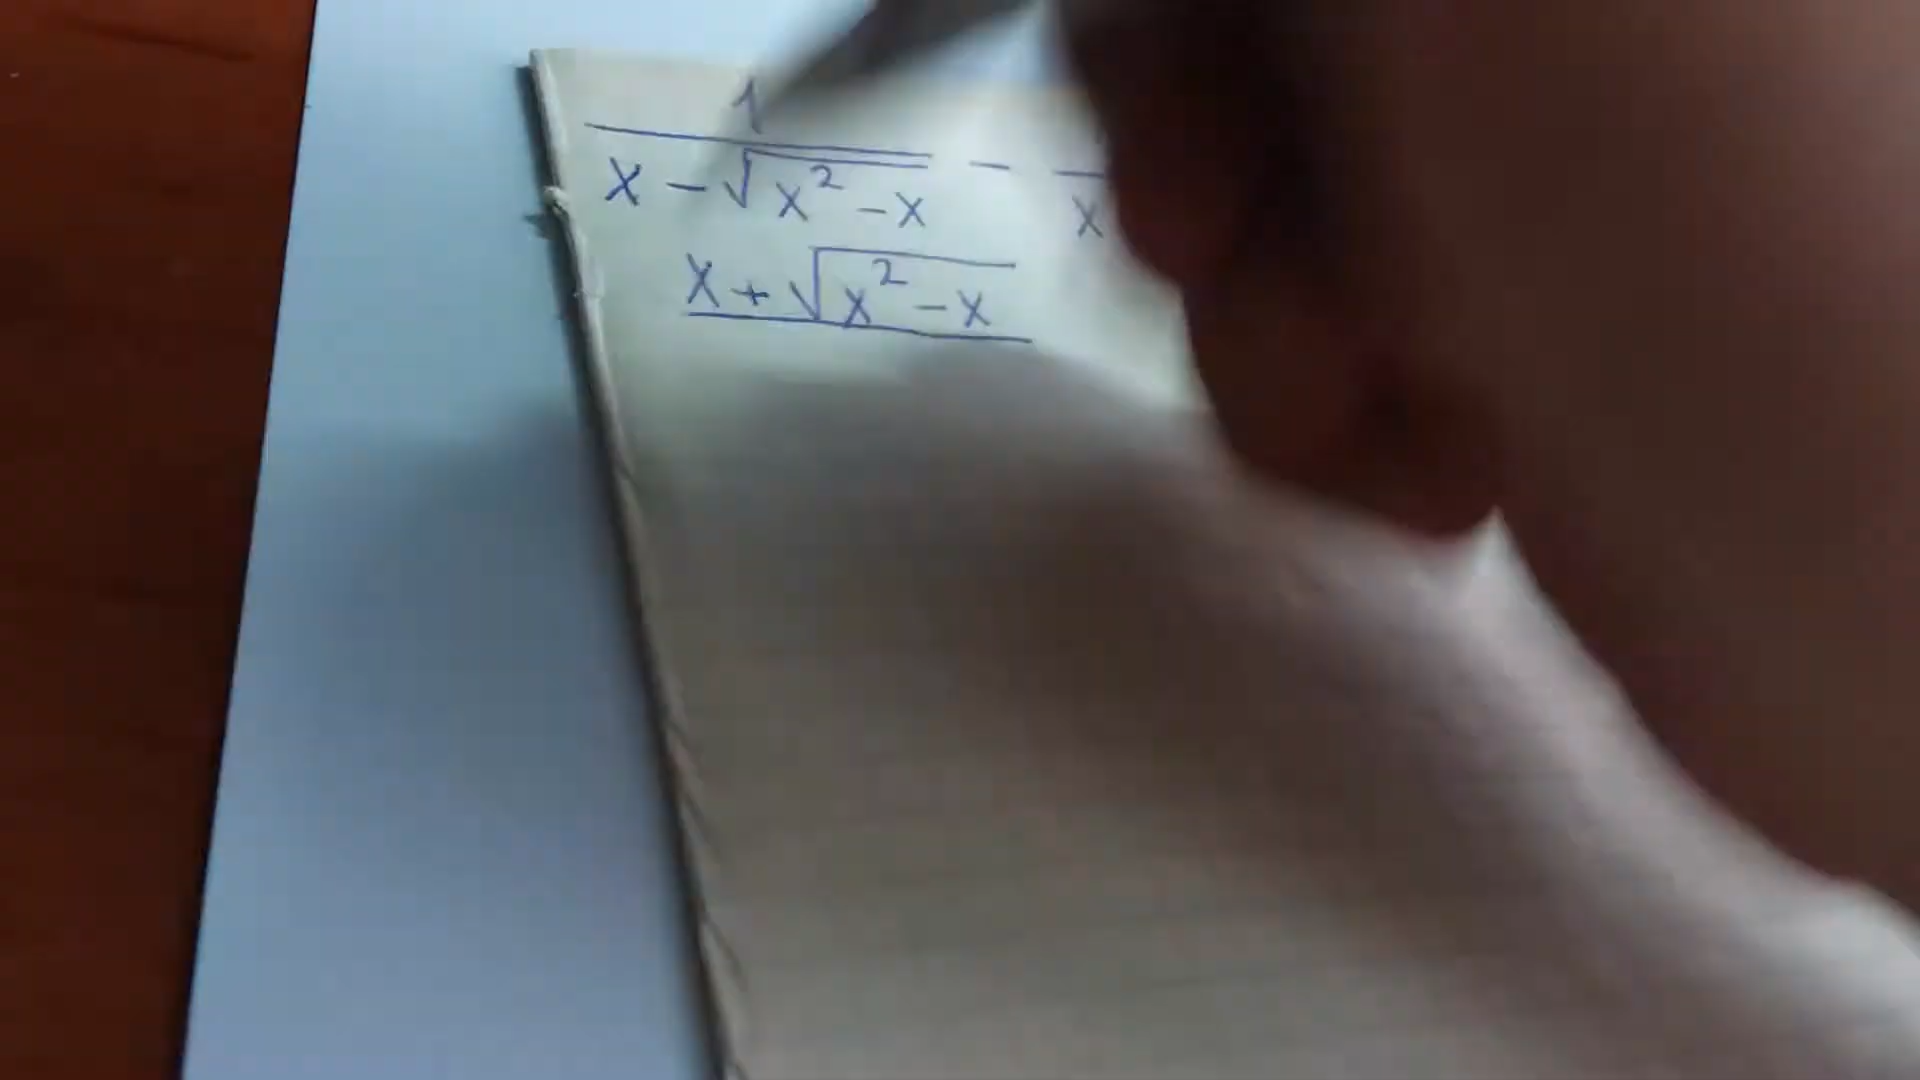 1
x - √x² - x - x
x + √x² - x